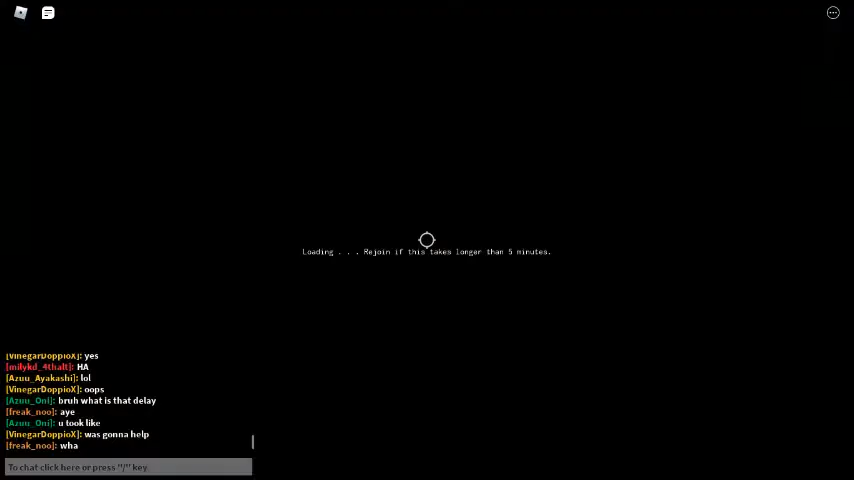 Loading . . . Rejoin if this takes longer than 5 minutes.
[VinegarDoppioX]: yes
[milykd_4thalt]: HA
[Azuu_Ayakashi]: lol
[VinegarDoppioX]: oops
[Azuu_Oni]: bruh what is that delay
[freak_noo]: aye
[Azuu_Oni]: u took like
[VinegarDoppioX]: was gonna help
[freak_noo]: wha
To chat click here or press "/" key